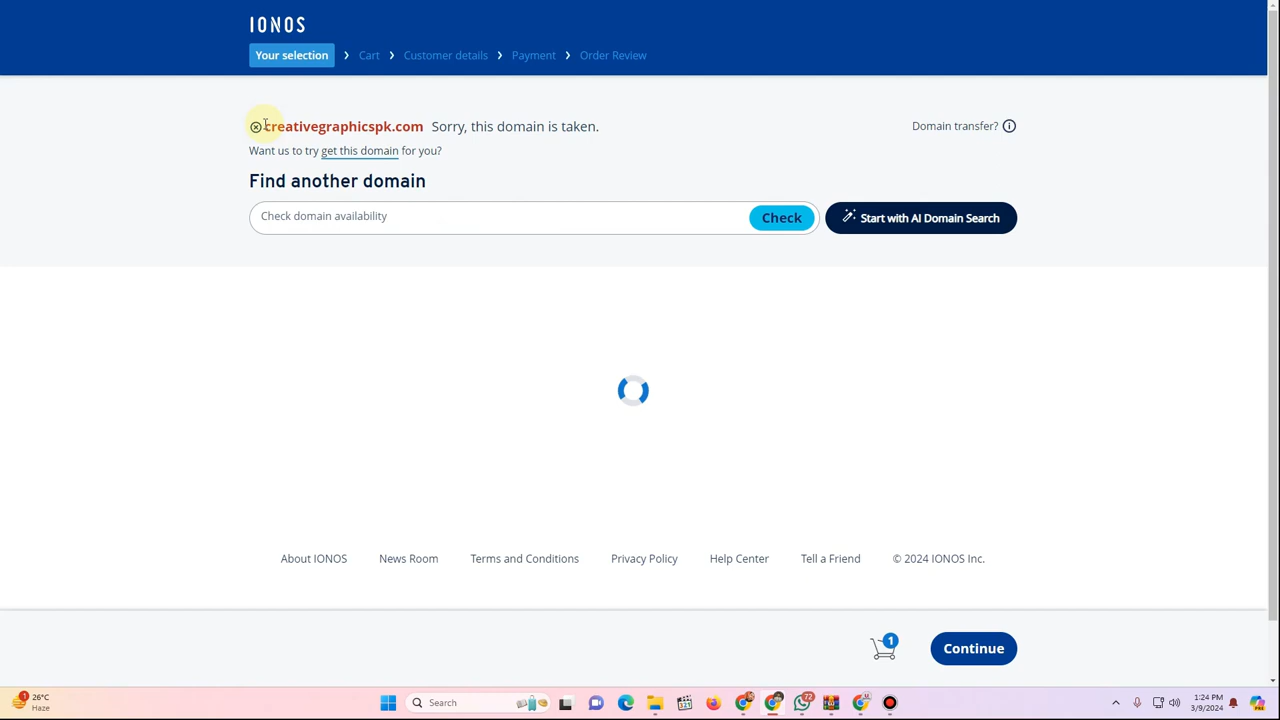 IONOS
Your selection Cart Customer details Payment Order Review
creativegraphicspk.com Sorry, this domain is taken. Domain transfer?
Want us to try get this domain for you?
Find another domain
Check domain availability Check Start with AI Domain Search
About IONOS News Room Terms and Conditions Privacy Policy Help Center Tell a Friend © 2024 IONOS Inc.
1
Continue
1 26°C
Haze
Search
72
1:24 PM
3/9/2024